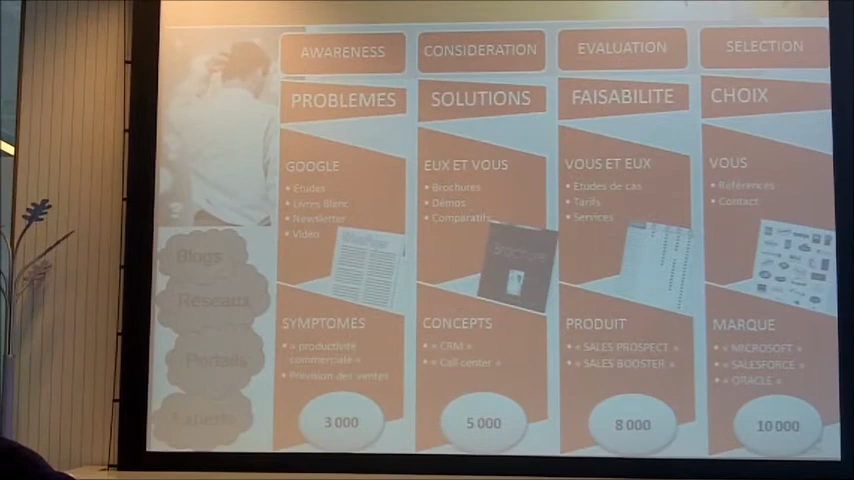 AWARENESS
CONSIDERATION
EVALUATION
SELECTION
PROBLEMES
SOLUTIONS
FAISABILITE
CHOIX
GOOGLE
• Etudes
• Livres Blanc
• Newsletter
• Video
EUX ET VOUS
• Brochures
• Démos
• Comparatifs
VOUS ET EUX
• Etudes de cas
• Tarifs
• Services
VOUS
• Références
• Contact
Blogs
Réseaux
Portails
Experts
SYMPTOMES
• « productivité
commerciale »
• Prevision des ventes
CONCEPTS
• « CRM »
• « Call-center »
PRODUIT
• « SALES PROSPECT »
• « SALES BOOSTER »
MARQUE
• « MICROSOFT »
• « SALESFORCE »
• « ORACLE »
3 000
5 000
8 000
10 000